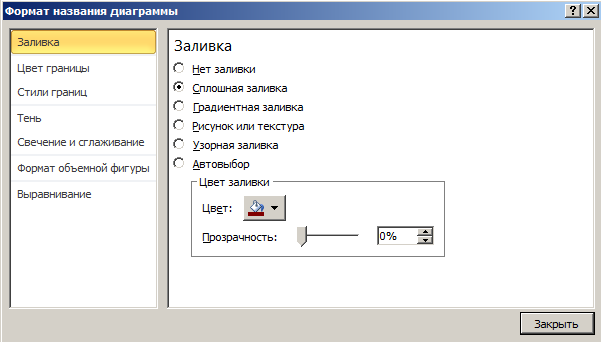 Формат названия диаграммы
Заливка
Цвет границы
Стили границ
Тень
Свечение и сглаживание
Формат объемной фигуры
Выравнивание
Заливка
Нет заливки
Сплошная заливка
Градиентная заливка
Рисунок или текстура
Узорная заливка
Автовыбор
Цвет заливки
Цвет:
Прозрачность: 0%
Закрыть